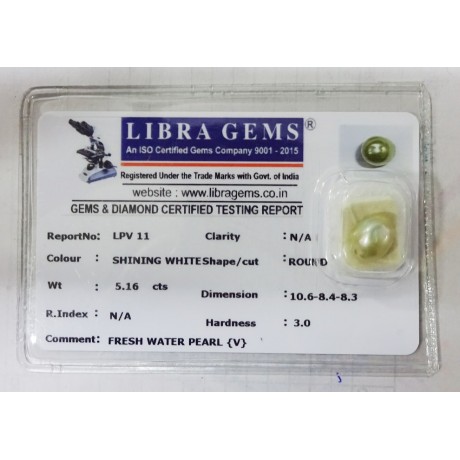 LIBRA GEMS®
An ISO Certified Gems Company 9001 - 2015
Registered Under the Trade Marks with Govt. of India
website : www.libragems.co.in
GEMS & DIAMOND CERTIFIED TESTING REPORT
ReportNo: LPV 11 Clarity : N/A
Colour : SHINING WHITE Shape/cut : ROUND
Wt : 5.16 cts Dimension : 10.6-8.4-8.3
R.Index : N/A Hardness : 3.0
Comment: FRESH WATER PEARL {V}